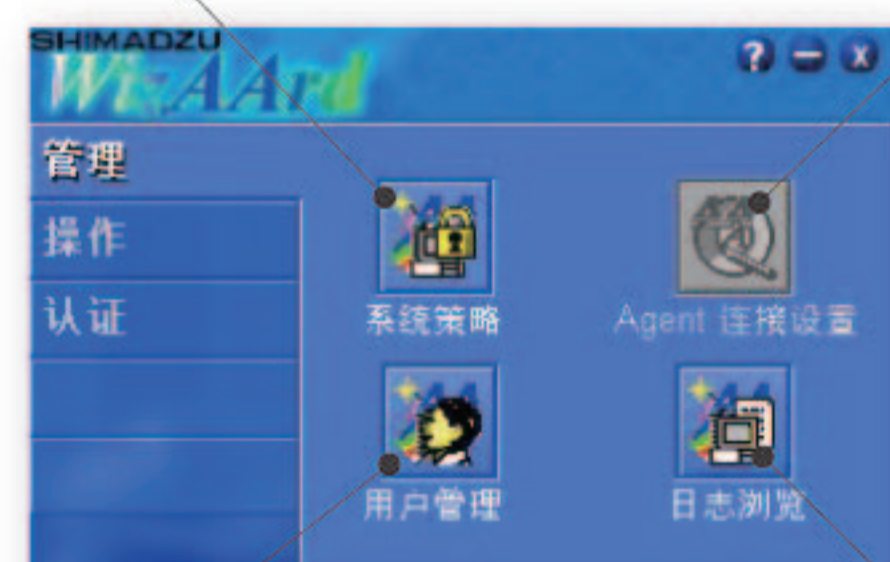 SHIMADZU
WizAArd
? – x
管理
操作
认证
系统策略
Agent 连接设置
用户管理
日志浏览